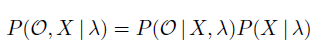 P(𝒪, X | λ) = P(𝒪 | X, λ)P(X | λ)